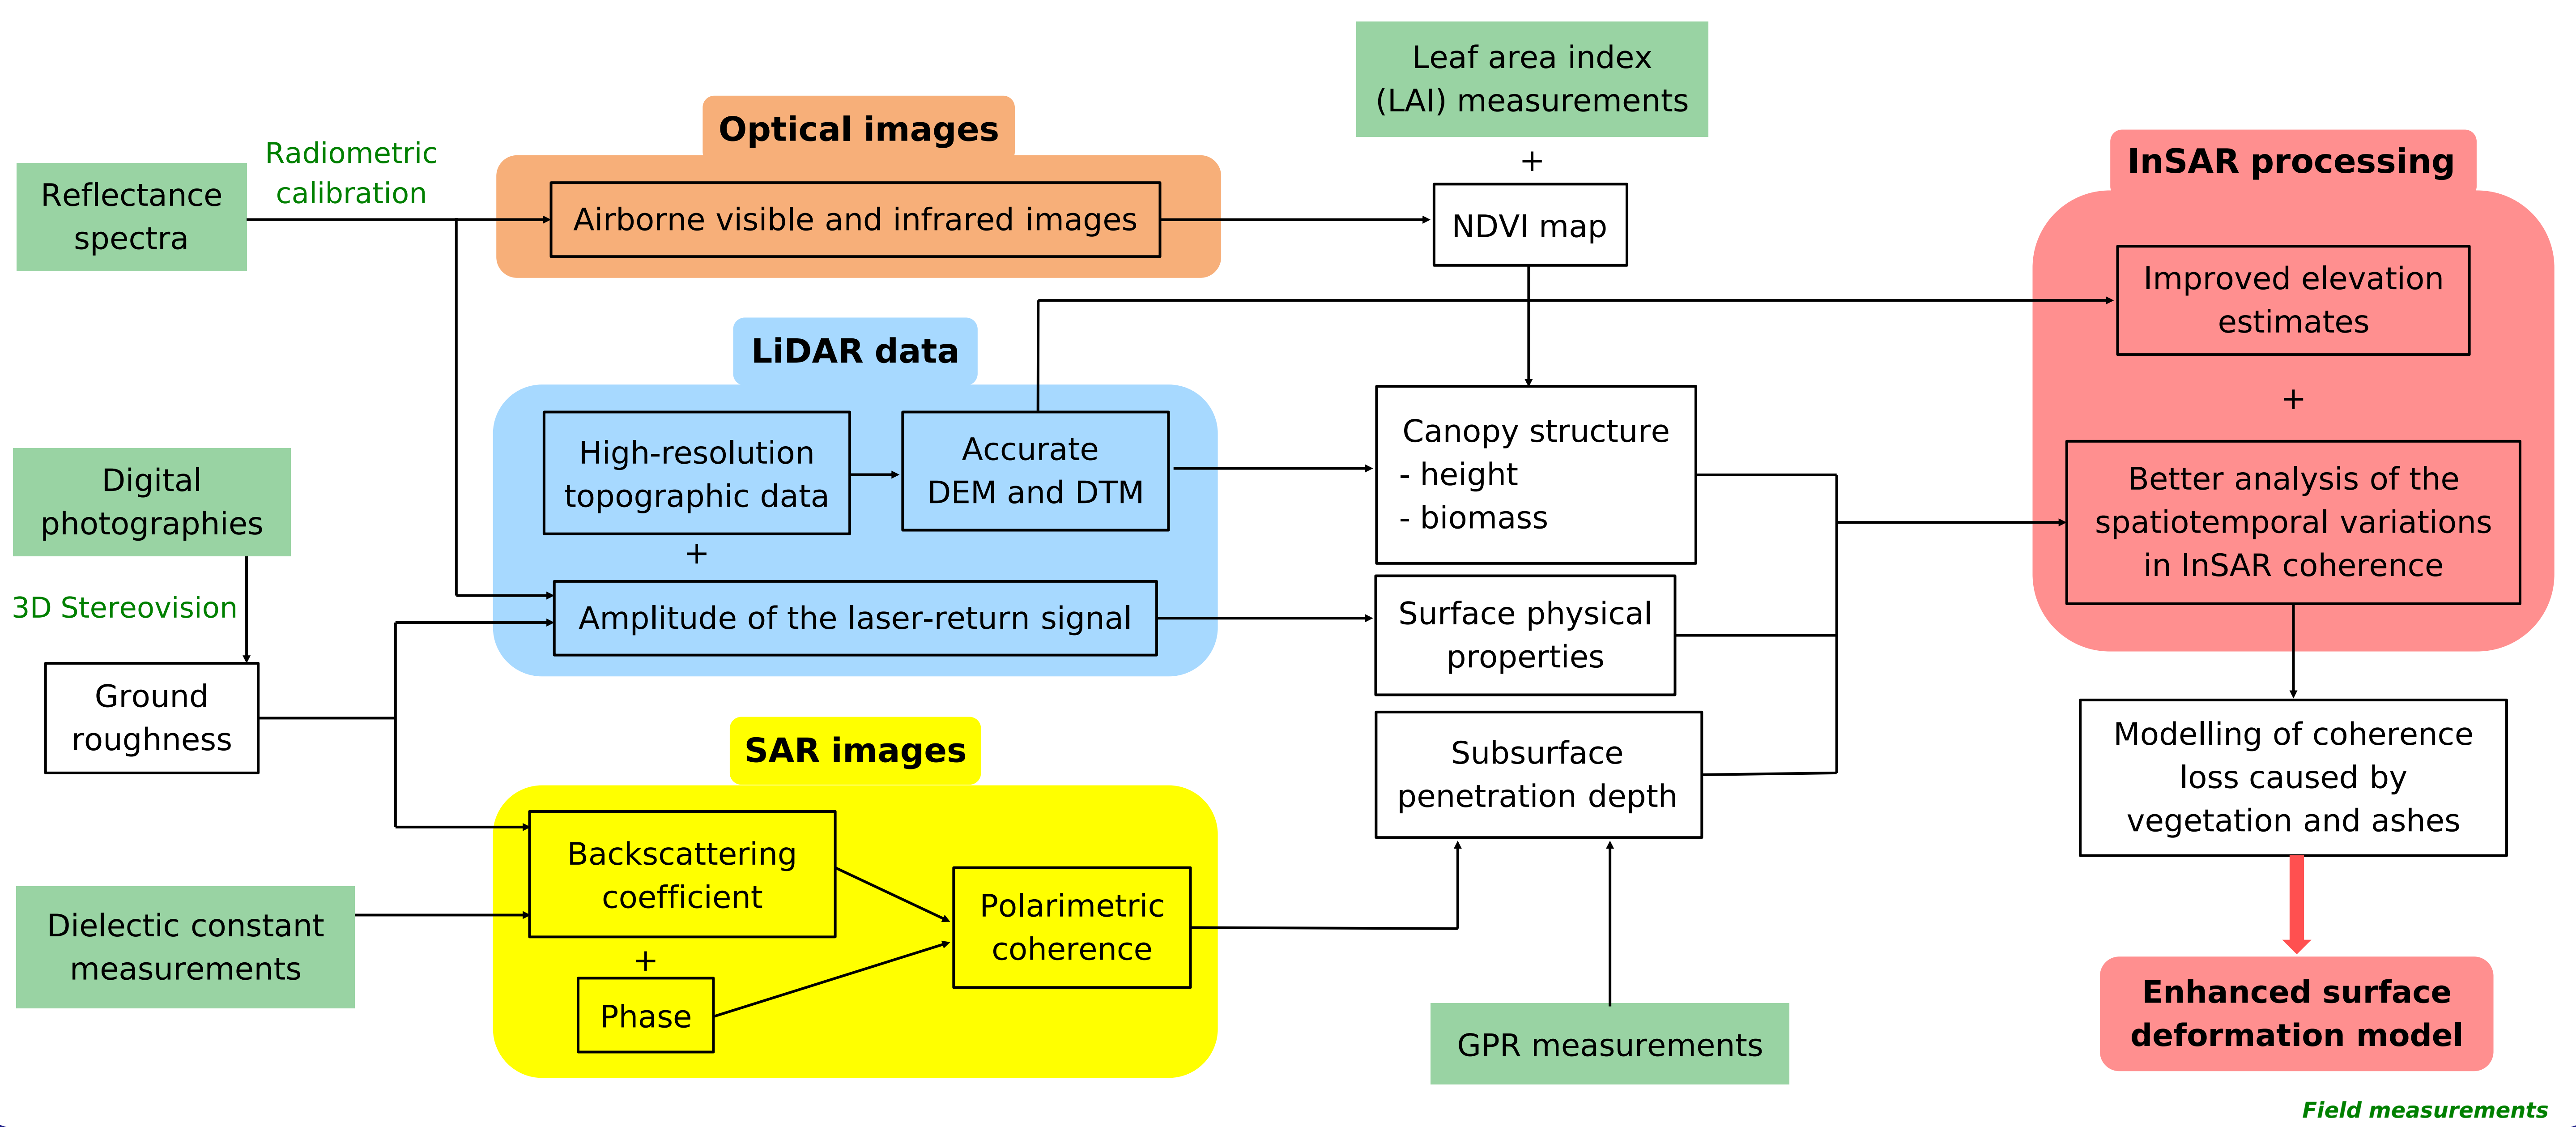 Leaf area index
(LAI) measurements
+
NDVI map
Optical images
Airborne visible and infrared images
Radiometric
calibration
Reflectance
spectra
InSAR processing
Improved elevation
estimates
+
Better analysis of the
spatiotemporal variations
in InSAR coherence
LiDAR data
High-resolution
topographic data
Accurate
DEM and DTM
+
Amplitude of the laser-return signal
Canopy structure
- height
- biomass
Surface physical
properties
Subsurface
penetration depth
Digital
photographies
3D Stereovision
Ground
roughness
SAR images
Backscattering
coefficient
+
Phase
Polarimetric
coherence
Dielectic constant
measurements
GPR measurements
Modelling of coherence
loss caused by
vegetation and ashes
Enhanced surface
deformation model
Field measurements